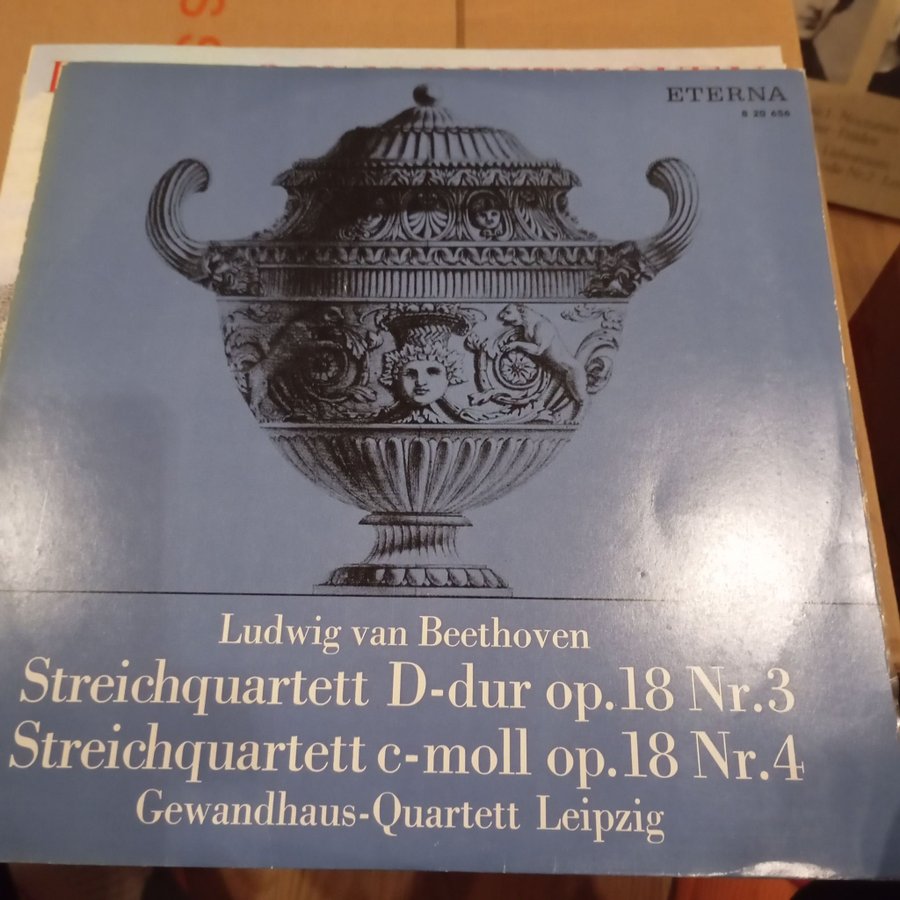 ETERNA
8 20 656
Ludwig van Beethoven
Streichquartett D-dur op.18 Nr.3
Streichquartett c-moll op.18 Nr.4
Gewandhaus-Quartett Leipzig